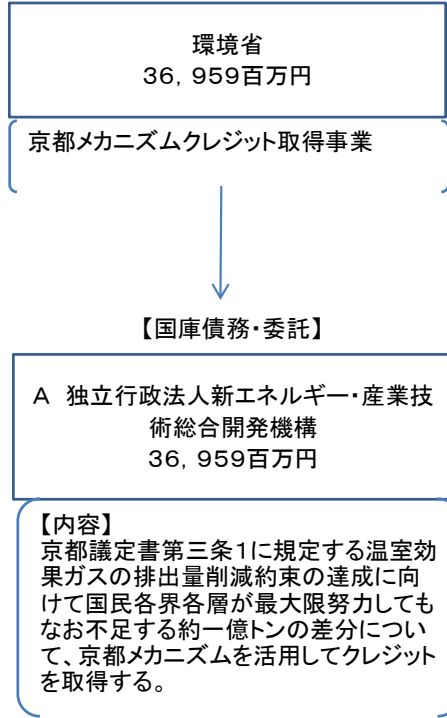 環境省
３６，９５９百万円
京都メカニズムクレジット取得事業
【国庫債務・委託】
Ａ 独立行政法人新エネルギー・産業技
術総合開発機構
３６，９５９百万円
【内容】
京都議定書第三条１に規定する温室効
果ガスの排出量削減約束の達成に向
けて国民各界各層が最大限努力しても
なお不足する約一億トンの差分につい
て、京都メカニズムを活用してクレジット
を取得する。